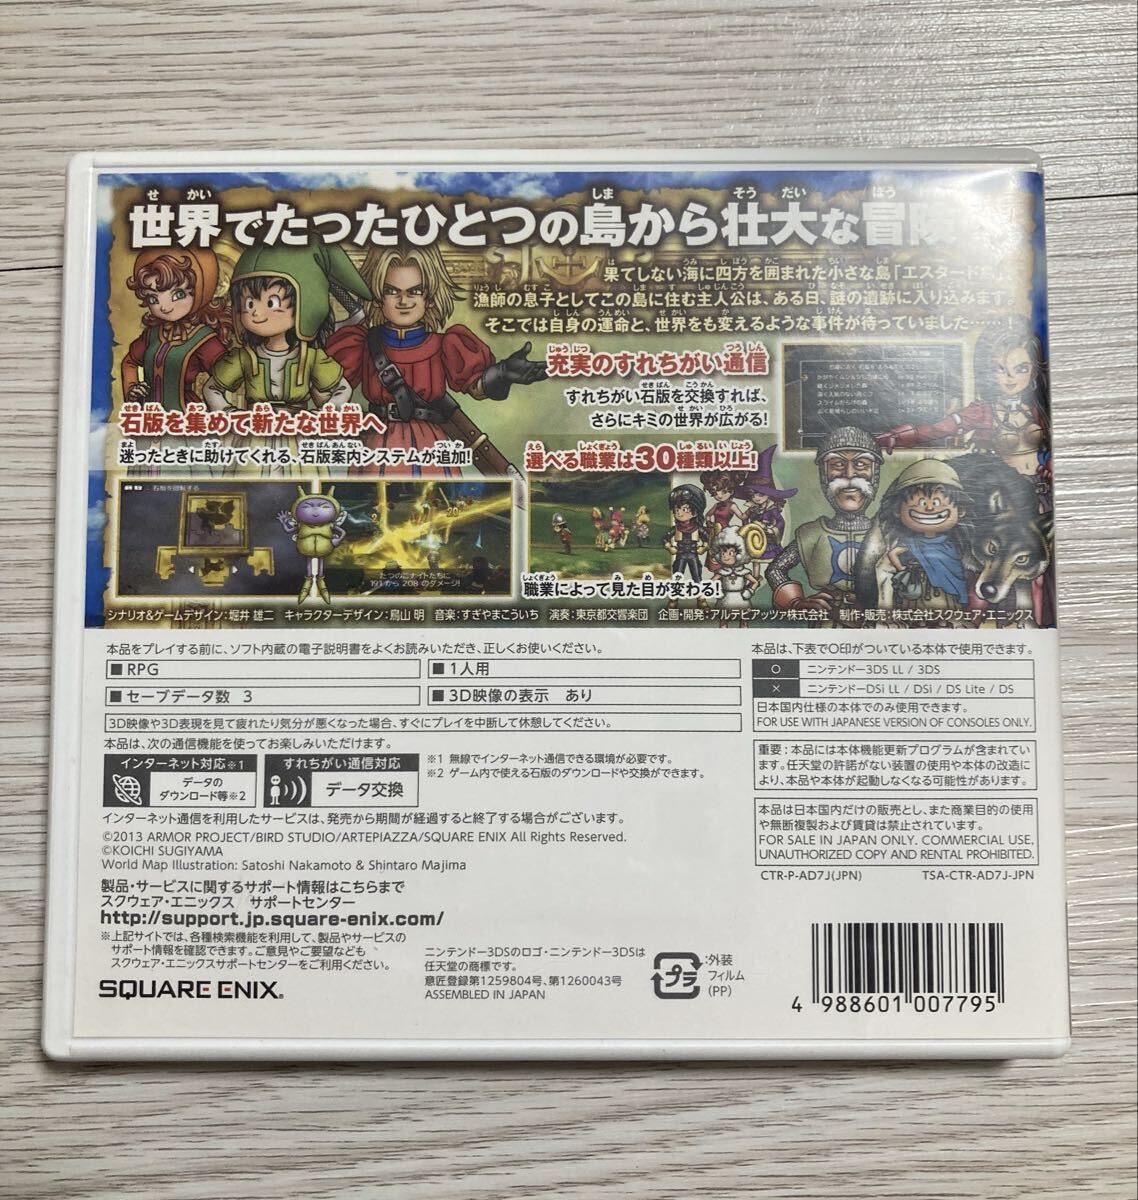 世界でたったひとつの島から壮大な冒険
果てしない海に四方を囲まれた小さな島「エスタード島」。
漁師の息子としてこの島に住む主人公は、ある日、謎の遺跡に入り込みます。
そこでは自身の運命と、世界をも変えるような事件が待っていました……!
充実のすれちがい通信
すれちがい石版を交換すれば、
さらにキミの世界が広がる!
石版を集めて新たな世界へ
迷ったときに助けてくれる、石版案内システムが追加!
選べる職業は30種類以上!
石版を回転する
たつのこナイトたちに
191から 208 のダメージ!
職業によって見た目が変わる!
シナリオ&ゲームデザイン:堀井 雄二 キャラクターデザイン:鳥山 明 音楽:すぎやまこういち 演奏:東京都交響楽団 企画・開発:アルテピアッツァ株式会社 制作・販売:株式会社スクウェア・エニックス
本品をプレイする前に、ソフト内蔵の電子説明書をよくお読みいただき、正しくお使いください。
■RPG
■1人用
■セーブデータ数 3
■3D映像の表示 あり
3D映像や3D表現を見て疲れたり気分が悪くなった場合、すぐにプレイを中断して休憩してください。
本品は、次の通信機能を使ってお楽しみいただけます。
インターネット対応※1
データの
ダウンロード等※2
すれちがい通信対応
データ交換
※1 無線でインターネット通信できる環境が必要です。
※2 ゲーム内で使える石版のダウンロードや交換ができます。
インターネット通信を利用したサービスは、発売から期間が経過すると終了する場合がございます。
©2013 ARMOR PROJECT/BIRD STUDIO/ARTEPIAZZA/SQUARE ENIX All Rights Reserved.
©KOICHI SUGIYAMA
World Map Illustration: Satoshi Nakamoto & Shintaro Majima
製品・サービスに関するサポート情報はこちらまで
スクウェア・エニックス サポートセンター
http://support.jp.square-enix.com/
※上記サイトでは、各種検索機能を利用して、製品やサービスの
サポート情報を確認できます。ご意見やご要望なども
スクウェア・エニックスサポートセンターをご利用ください。
SQUARE ENIX.
ニンテンドー3DSのロゴ・ニンテンドー3DSは
任天堂の商標です。
意匠登録第1259804号、第1260043号
ASSEMBLED IN JAPAN
プラ
:外装
フィルム
(PP)
本品は、下表で○印がついている本体で使用できます。
○ ニンテンドー3DS LL / 3DS
× ニンテンドーDSi LL / DSi / DS Lite / DS
日本国内仕様の本体でのみ使用できます。
FOR USE WITH JAPANESE VERSION OF CONSOLES ONLY.
重要:本品には本体機能更新プログラムが含まれていま
す。任天堂の許諾がない装置の使用や本体の改造に
より、本品や本体が起動しなくなる可能性があります。
本品は日本国内だけの販売とし、また商業目的の使用
や無断複製および賃貸は禁止されています。
FOR SALE IN JAPAN ONLY. COMMERCIAL USE,
UNAUTHORIZED COPY AND RENTAL PROHIBITED.
CTR-P-AD7J(JPN) TSA-CTR-AD7J-JPN
4 988601 007795